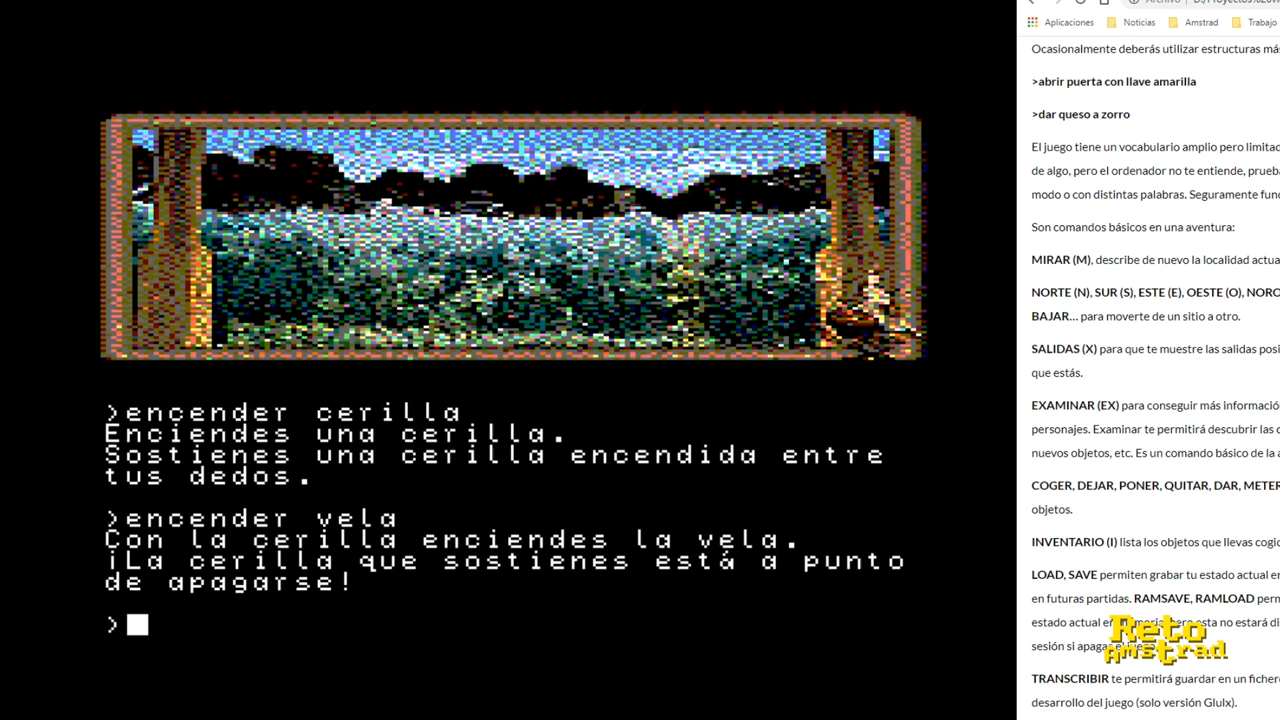 Aplicaciones Noticias Amstrad Trabajo
>encender cerilla
Enciendes una cerilla.
Sostienes una cerilla encendida entre
tus dedos.
>encender vela
Con la cerilla enciendes la vela.
¡La cerilla que sostienes está a punto
de apagarse!
>
Ocasionalmente deberás utilizar estructuras
>abrir puerta con llave amarilla
>dar queso a zorro
El juego tiene un vocabulario amplio pero
de algo, pero el ordenador no te entiende,
modo o con distintas palabras. Seguramente
Son comandos básicos en una aventura:
MIRAR (M), describe de nuevo la localidad
NORTE (N), SUR (S), ESTE (E), OESTE (O),
BAJAR... para moverte de un sitio a otro.
SALIDAS (X) para que te muestre las salidas
que estás.
EXAMINAR (EX) para conseguir más
personajes. Examinar te permitirá descubrir las
nuevos objetos, etc. Es un comando básico de la
COGER, DEJAR, PONER, QUITAR, DAR, METER
objetos.
INVENTARIO (I) lista los objetos que llevas
LOAD, SAVE permiten grabar tu estado actual en
en futuras partidas. RAMSAVE, RAMLOAD
estado actual esta no estará
sesión si
Reto
Amstrad
TRANSCRIBIR te permitirá guardar en un
desarrollo del juego (solo versión Glulx).